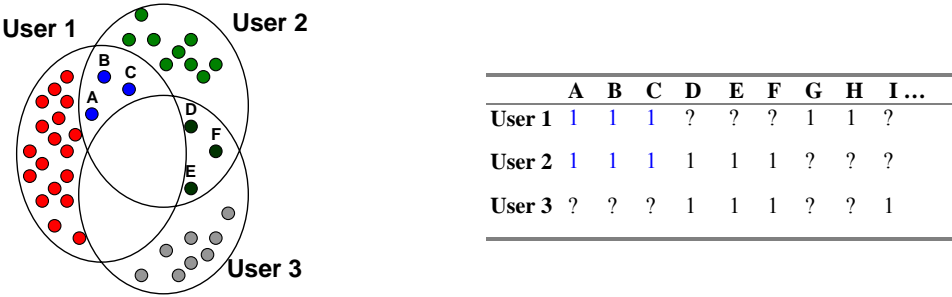 User 1
User 2
B
C
A
D
F
E
User 3
A B C D E F G H I ...
User 1 1 1 1 ? ? ? 1 1 ?
User 2 1 1 1 1 1 1 ? ? ?
User 3 ? ? ? 1 1 1 ? ? 1